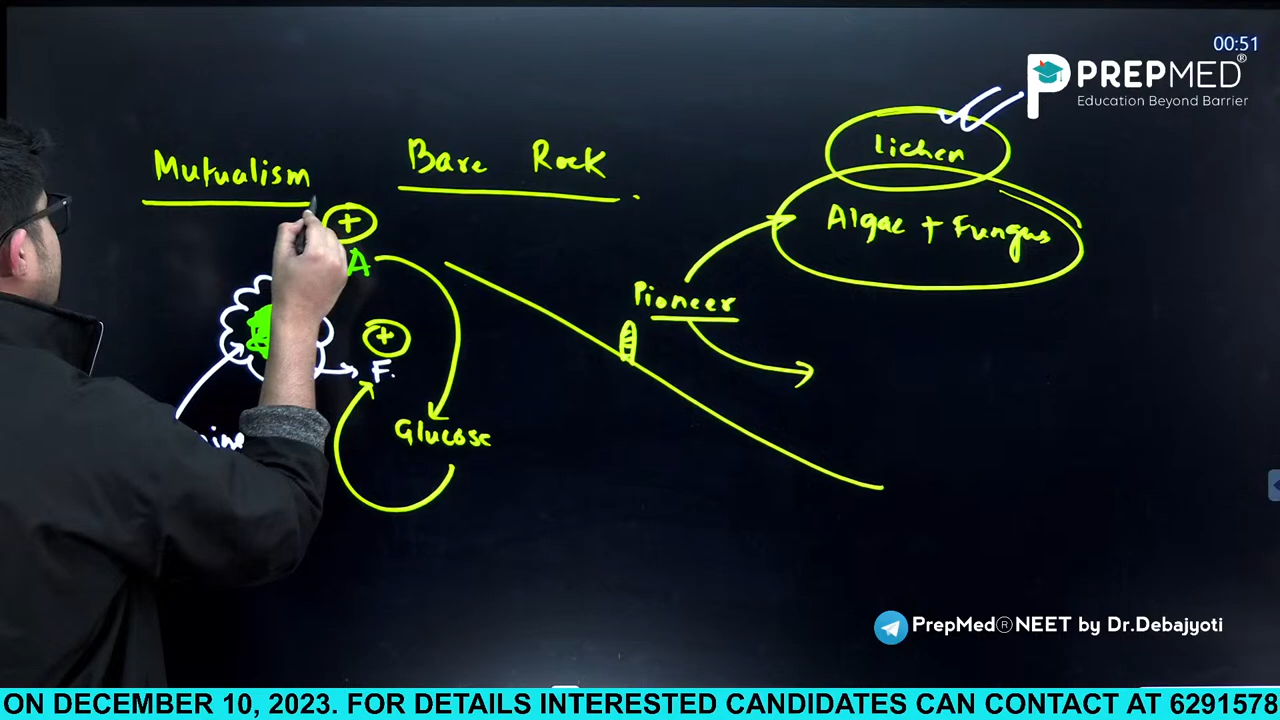 00:51
PREPMED®
Education Beyond Barrier
Mutualism
Bare Rock
Lichen
Algae + Fungus
+
A
Pioneer
+
F.
Glucose
PrepMed®NEET by Dr.Debajyoti
ON DECEMBER 10, 2023. FOR DETAILS INTERESTED CANDIDATES CAN CONTACT AT 6291578